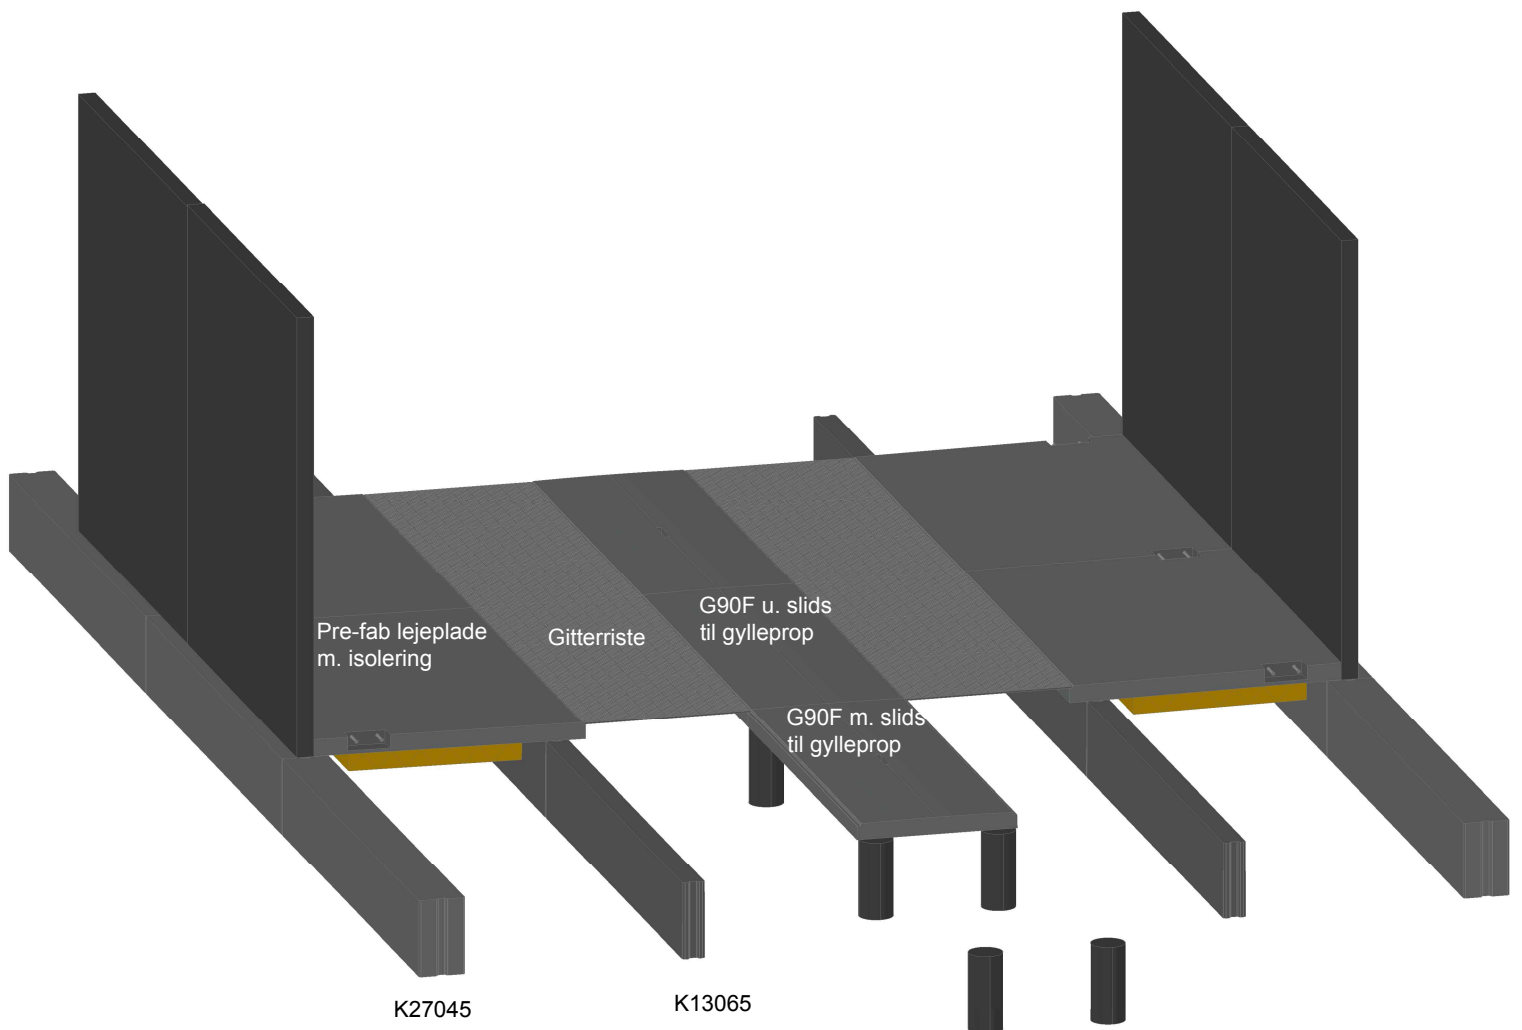 Pre-fab lejeplade
m. isolering
Gitterriste
G90F u. slids
til gylleprop
G90F m. slids
til gylleprop
K27045
K13065